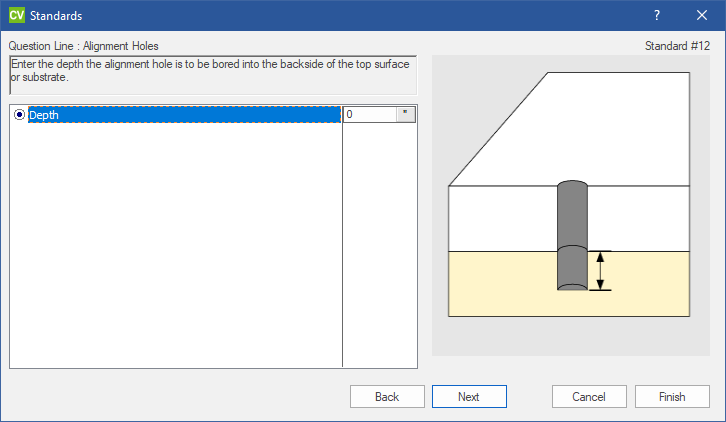 CV Standards ?
Question Line : Alignment Holes
Standard #12
Enter the depth the alignment hole is to be bored into the backside of the top surface
or substrate.
Depth 0 "
Back Next Cancel Finish